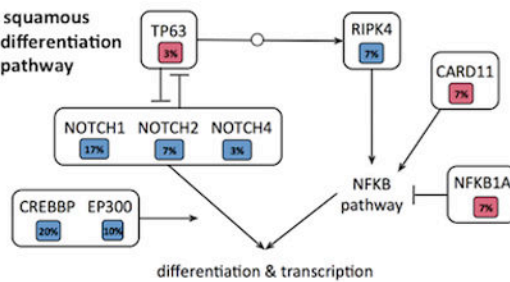 squamous
differentiation
pathway
TP63
3%
RIPK4
7%
CARD11
7%
NOTCH1 NOTCH2 NOTCH4
17% 7% 3%
NFKB
pathway
NFKB1A
7%
CREBBP EP300
20% 10%
differentiation & transcription